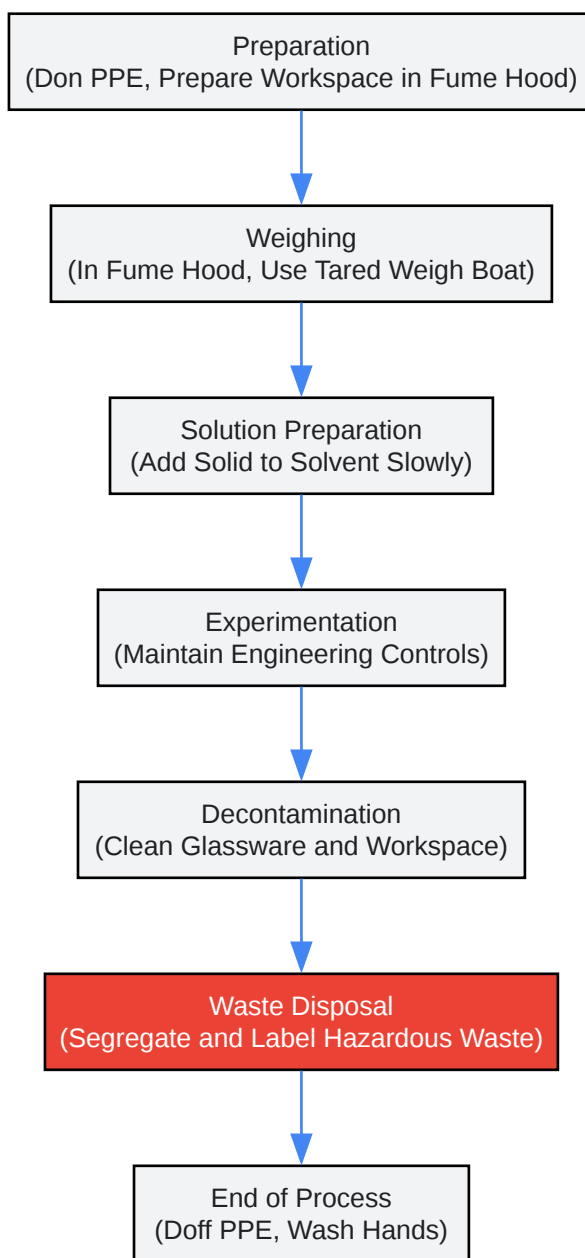 Preparation
(Don PPE, Prepare Workspace in Fume Hood)
Weighing
(In Fume Hood, Use Tared Weigh Boat)
Solution Preparation
(Add Solid to Solvent Slowly)
Experimentation
(Maintain Engineering Controls)
Decontamination
(Clean Glassware and Workspace)
Waste Disposal
(Segregate and Label Hazardous Waste)
End of Process
(Doff PPE, Wash Hands)